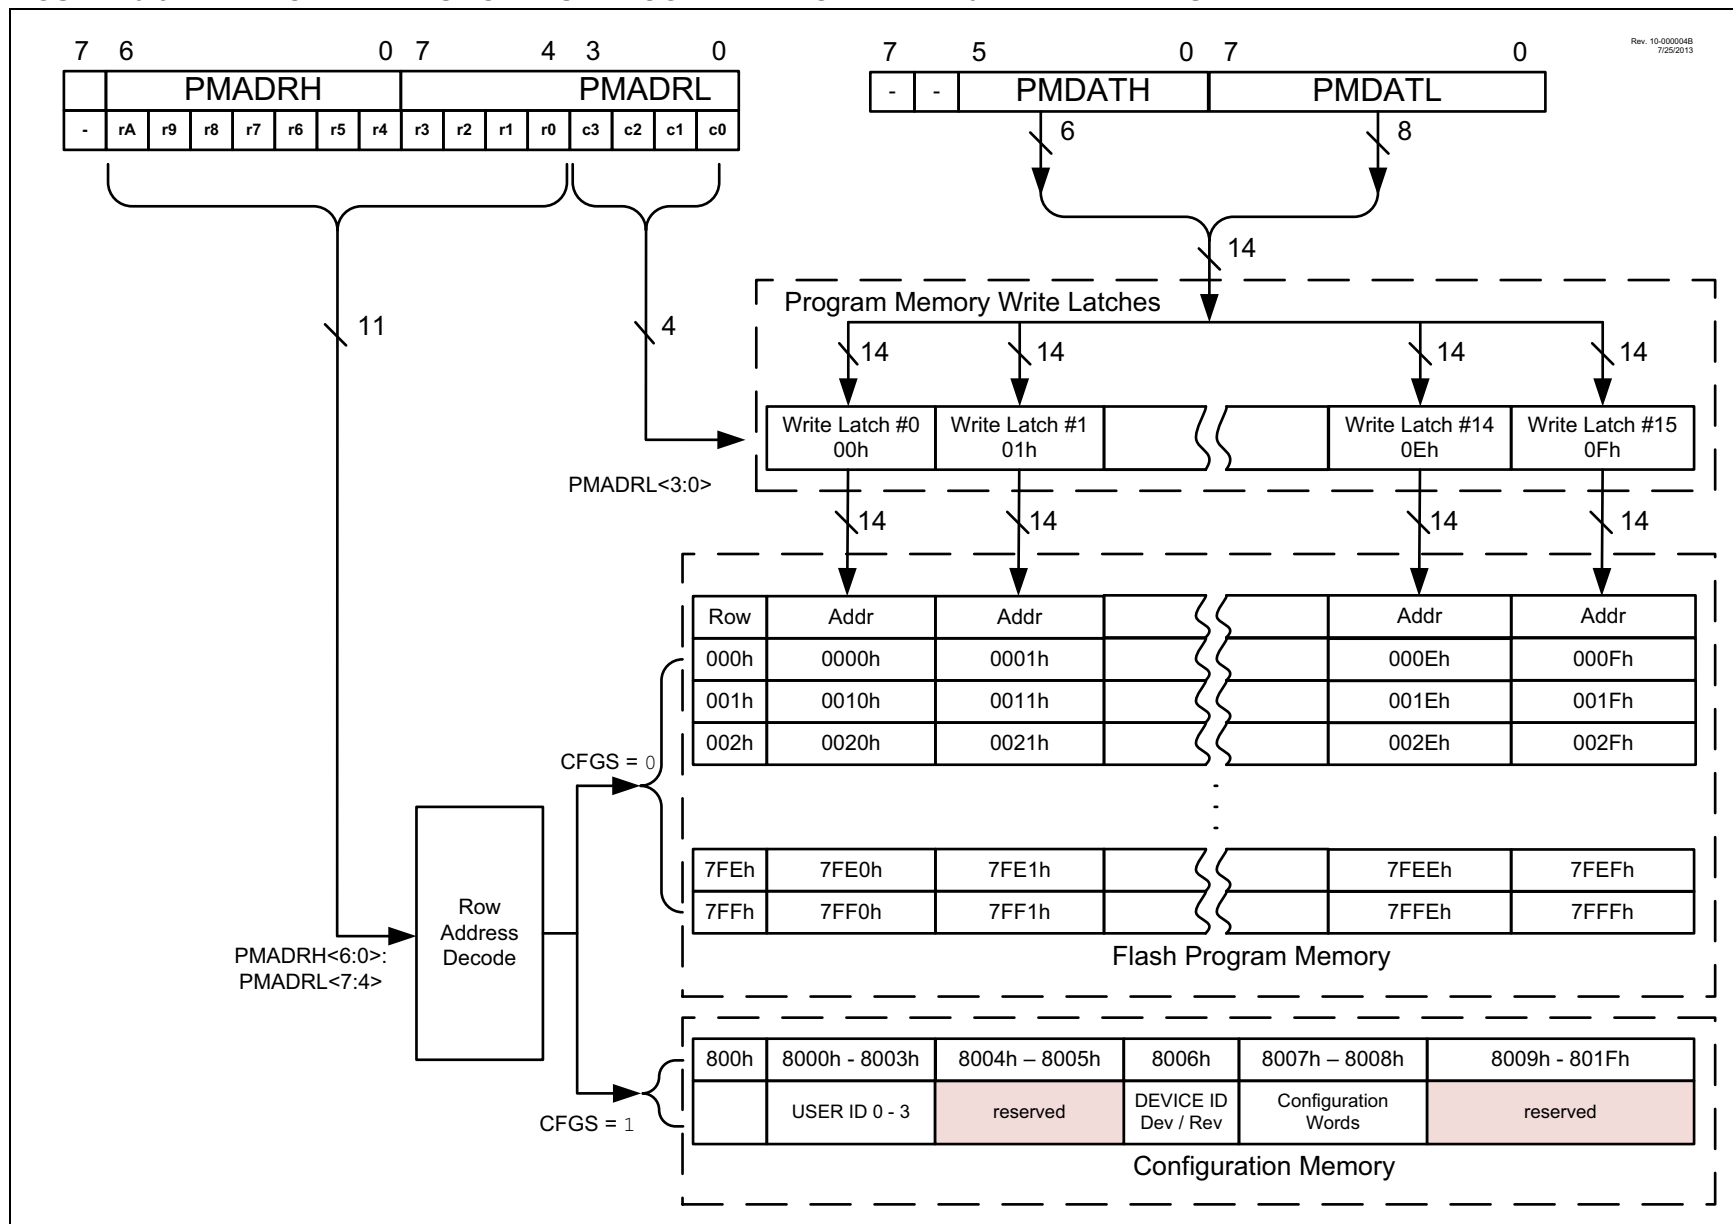 7 6 0 7 4 3 0
PMADRH PMADRL
- rA r9 r8 r7 r6 r5 r4 r3 r2 r1 r0 c3 c2 c1 c0
7 5 0 7 0
- - PMDATH PMDATL
Rev. 10-000004B
7/25/2013
6 8
14
11
4
Program Memory Write Latches
14 14 14 14
Write Latch #0
00h
Write Latch #1
01h
Write Latch #14
0Eh
Write Latch #15
0Fh
PMADRL<3:0>
14 14 14 14
Row Addr Addr Addr Addr
000h 0000h 0001h 000Eh 000Fh
001h 0010h 0011h 001Eh 001Fh
002h 0020h 0021h 002Eh 002Fh
CFGS = 0
7FEh 7FE0h 7FE1h 7FEEh 7FEFh
7FFh 7FF0h 7FF1h 7FFEh 7FFFh
Flash Program Memory
Row
Address
Decode
PMADRH<6:0>:
PMADRL<7:4>
800h 8000h - 8003h 8004h – 8005h 8006h 8007h – 8008h 8009h - 801Fh
USER ID 0 - 3
reserved
DEVICE ID
Dev / Rev
Configuration
Words
reserved
CFGS = 1
Configuration Memory